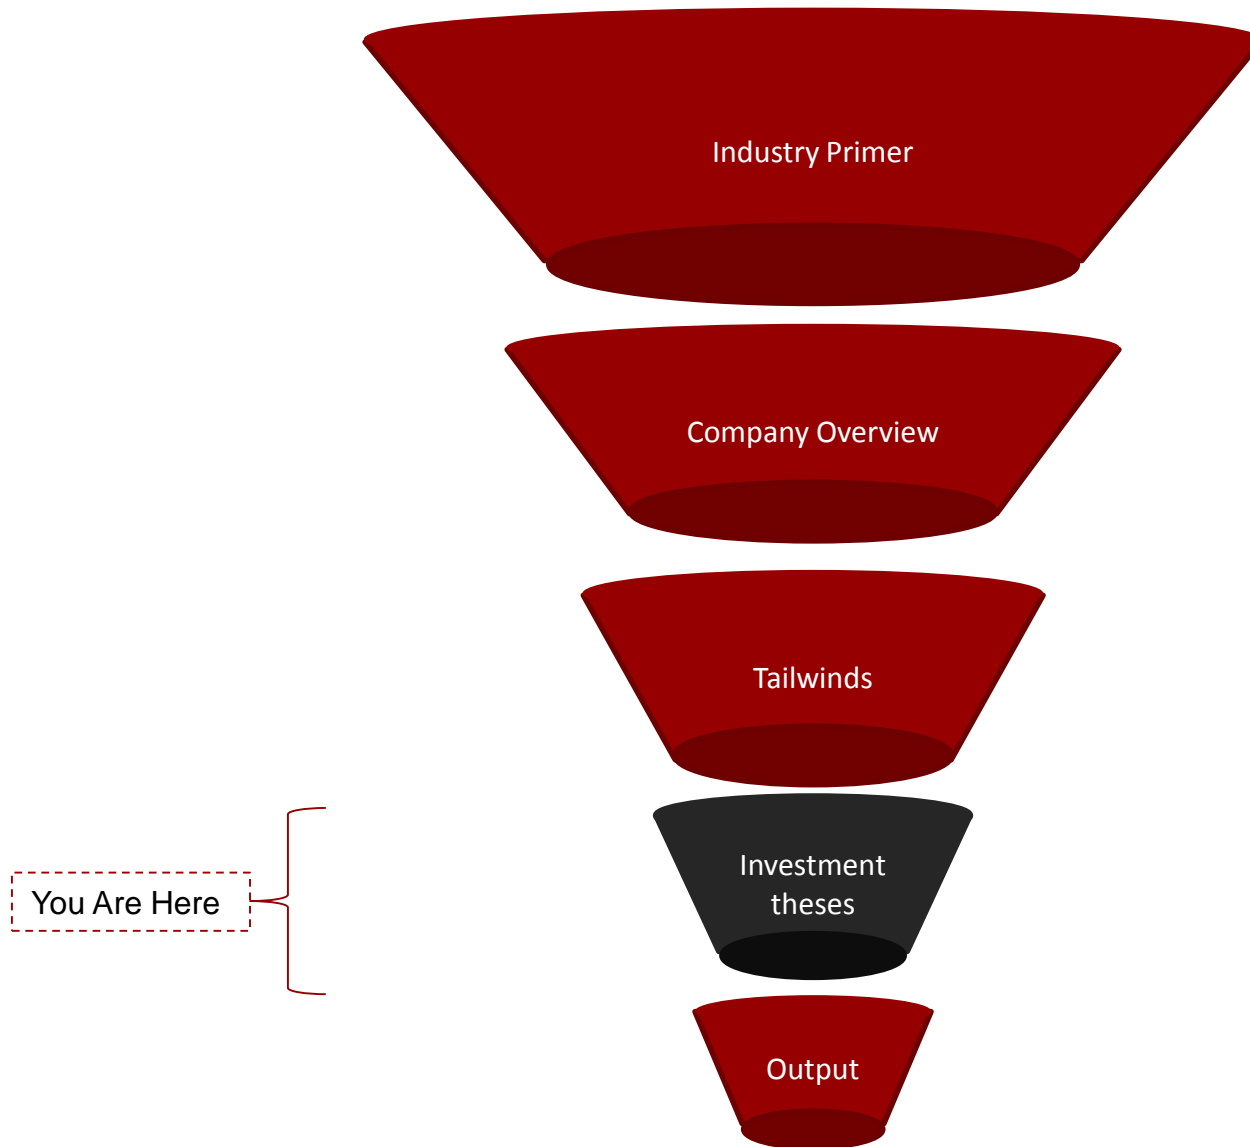 Industry Primer
Company Overview
Tailwinds
You Are Here
Investment
theses
Output